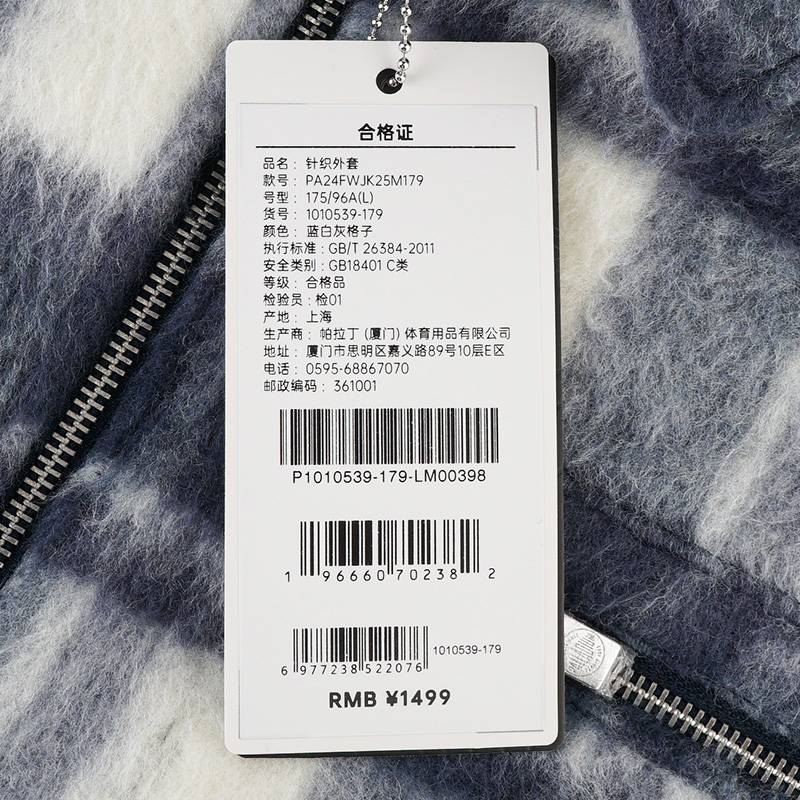 合格证
品名: 针织外套
款号: PA24FWJK25M179
号型: 175/96A(L)
货号: 1010539-179
颜色: 蓝白灰格子
执行标准: GB/T 26384-2011
安全类别: GB18401 C类
等级: 合格品
检验员: 检01
产地: 上海
生产商: 帕拉丁 (厦门) 体育用品有限公司
地址: 厦门市思明区嘉义路89号10层E区
电话: 0595-68867070
邮政编码: 361001
P1010539-179-LM00398
1 96660 70238 2
1010539-179
6 977238 522076
RMB ¥1499